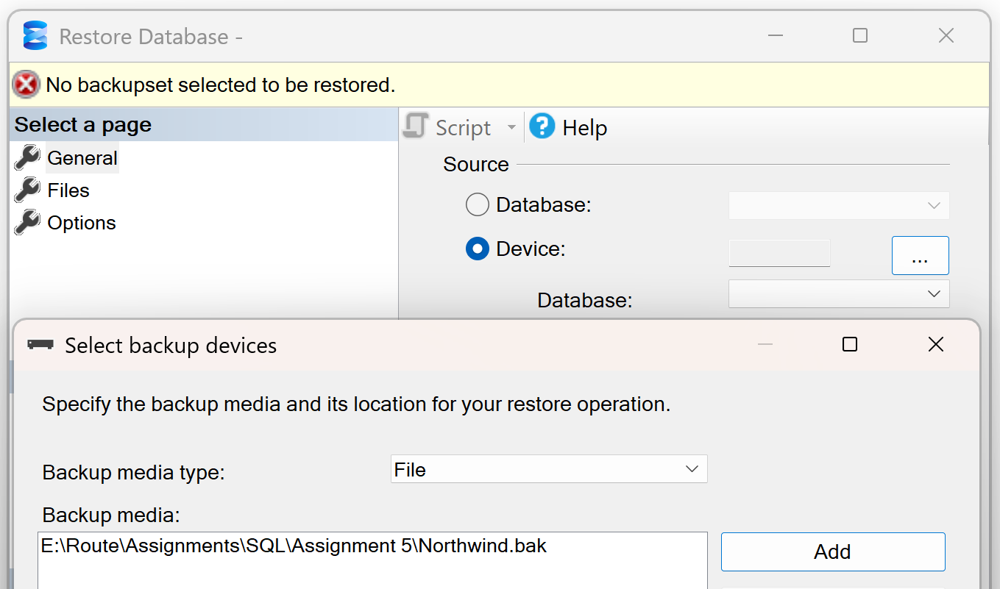 Restore Database -
No backupset selected to be restored.
Select a page
General
Files
Options
Script
Help
Source
Database:
Device:
...
Database:
Select backup devices
Specify the backup media and its location for your restore operation.
Backup media type:
File
Backup media:
E:\Route\Assignments\SQL\Assignment 5\Northwind.bak
Add